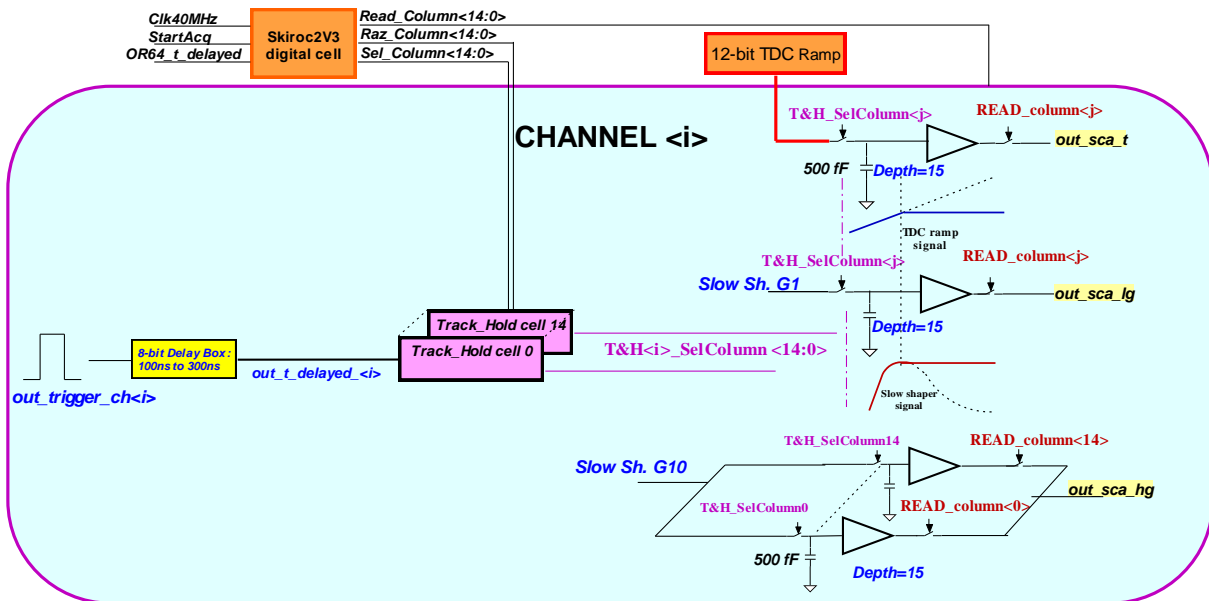 Clk40MHz
StartAcq
OR64_t_delayed
Skiroc2V3
digital cell
Read_Column<14:0>
Raz_Column<14:0>
Sel_Column<14:0>
12-bit TDC Ramp
CHANNEL <i>
T&H_SelColumn<j>
READ_column<j>
out_sca_t
500 fF
Depth=15
TDC ramp
signal
T&H_SelColumn<j>
READ_column<j>
Slow Sh. G1
out_sca_lg
Depth=15
Track_Hold cell 14
Track_Hold cell 0
T&H<i>_SelColumn <14:0>
8-bit Delay Box :
100ns to 300ns
out_t_delayed_<i>
out_trigger_ch<i>
Slow shaper
signal
T&H_SelColumn14
READ_column<14>
Slow Sh. G10
out_sca_hg
T&H_SelColumn0
READ_column<0>
500 fF
Depth=15